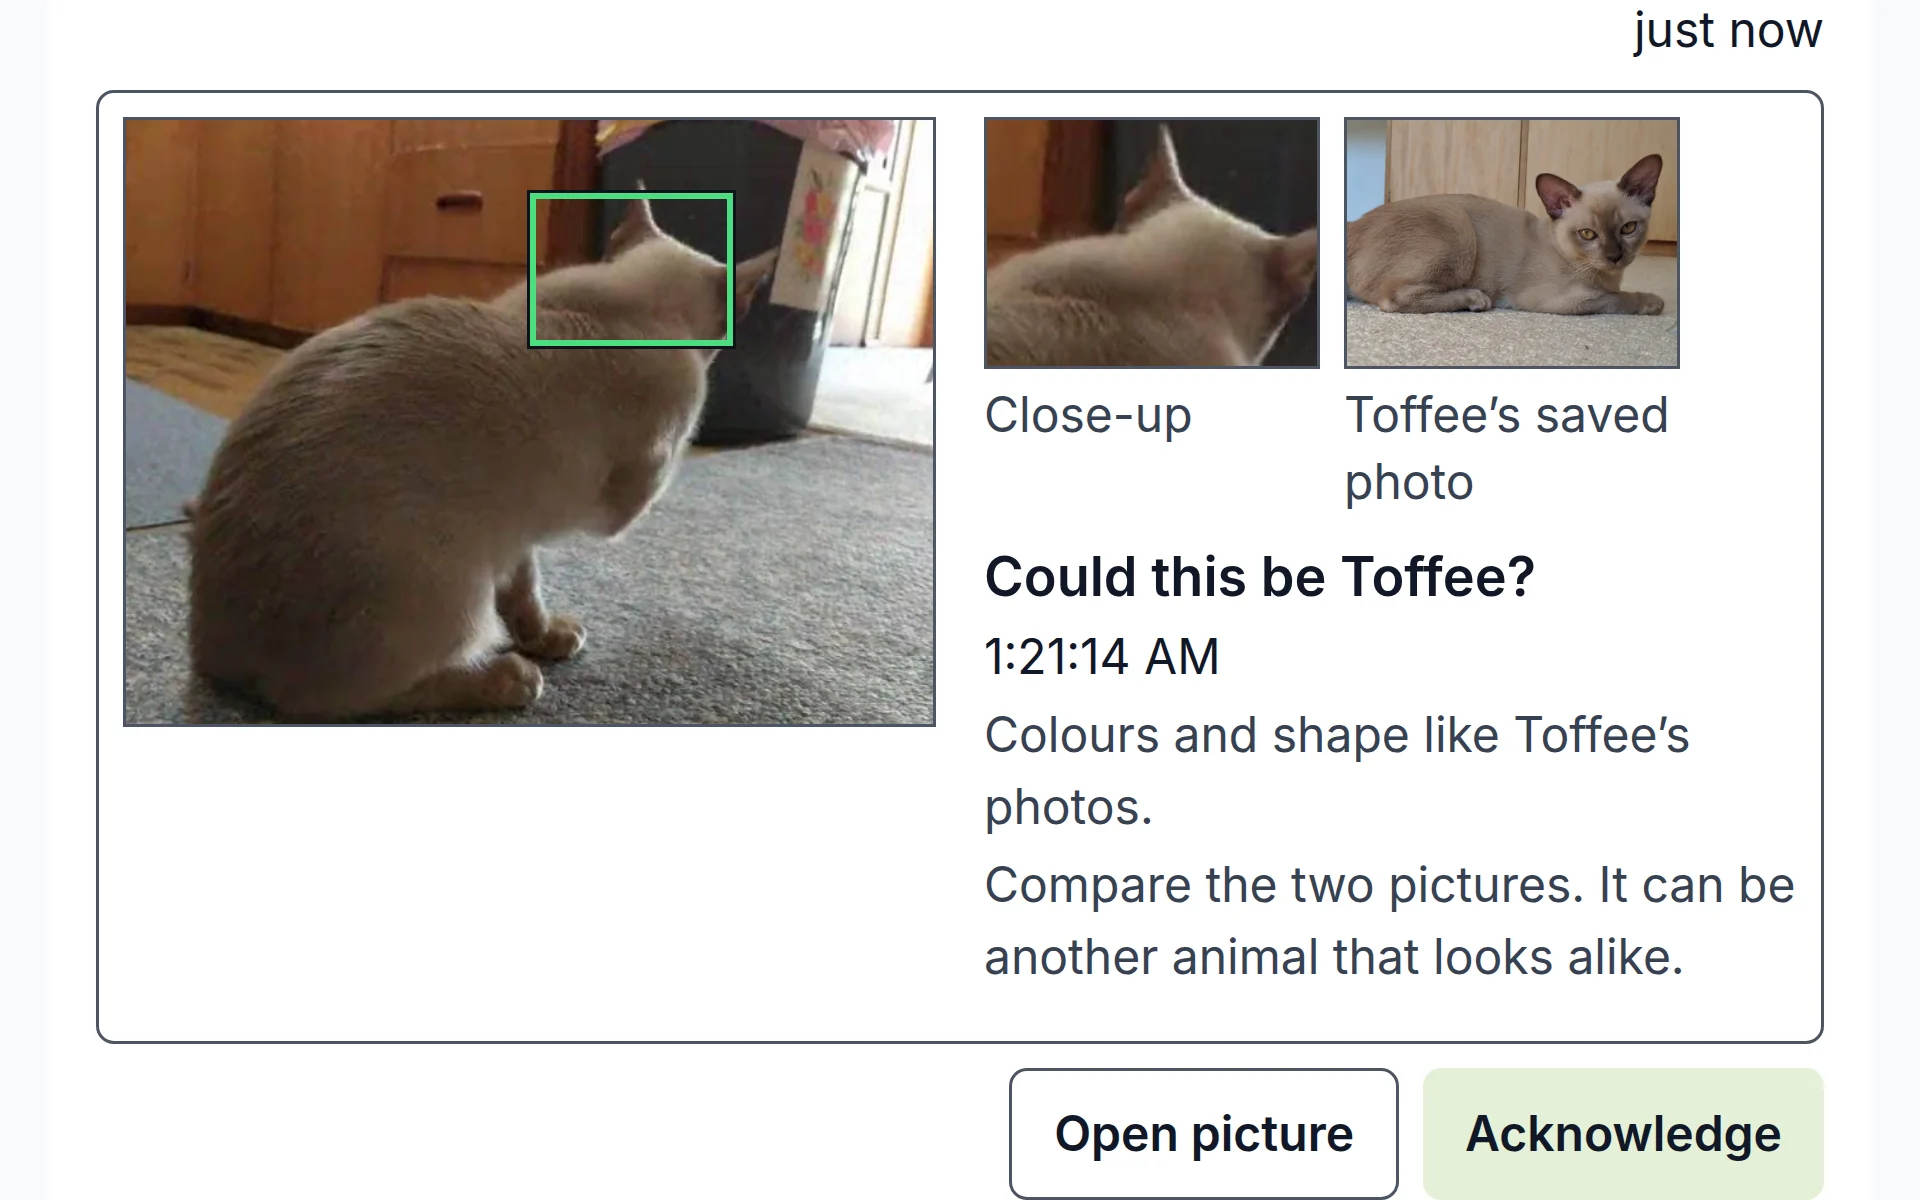 just now
Close-up
Toffee’s saved
photo
Could this be Toffee?
1:21:14 AM
Colours and shape like Toffee’s
photos.
Compare the two pictures. It can be
another animal that looks alike.
Open picture
Acknowledge